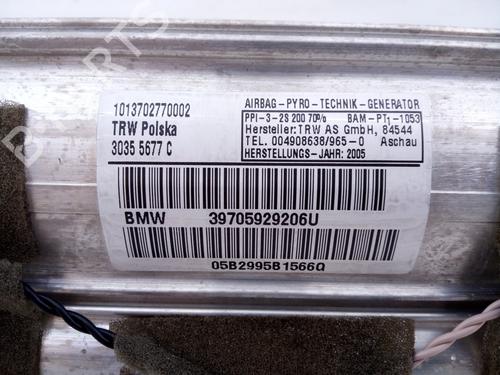 1013702770002
TRW Polska
3035 5677 C
AIRBAG-PYRO-TECHNIK-GENERATOR
PPI-3-2S 200 70% BAM-PT1-1053
Hersteller:TRW AS GmbH, 84544
TEL. 004908638/965-0 Aschau
HERSTELLUNGS-JAHR: 2005
BMW 39705929206U
05B2995B1566Q